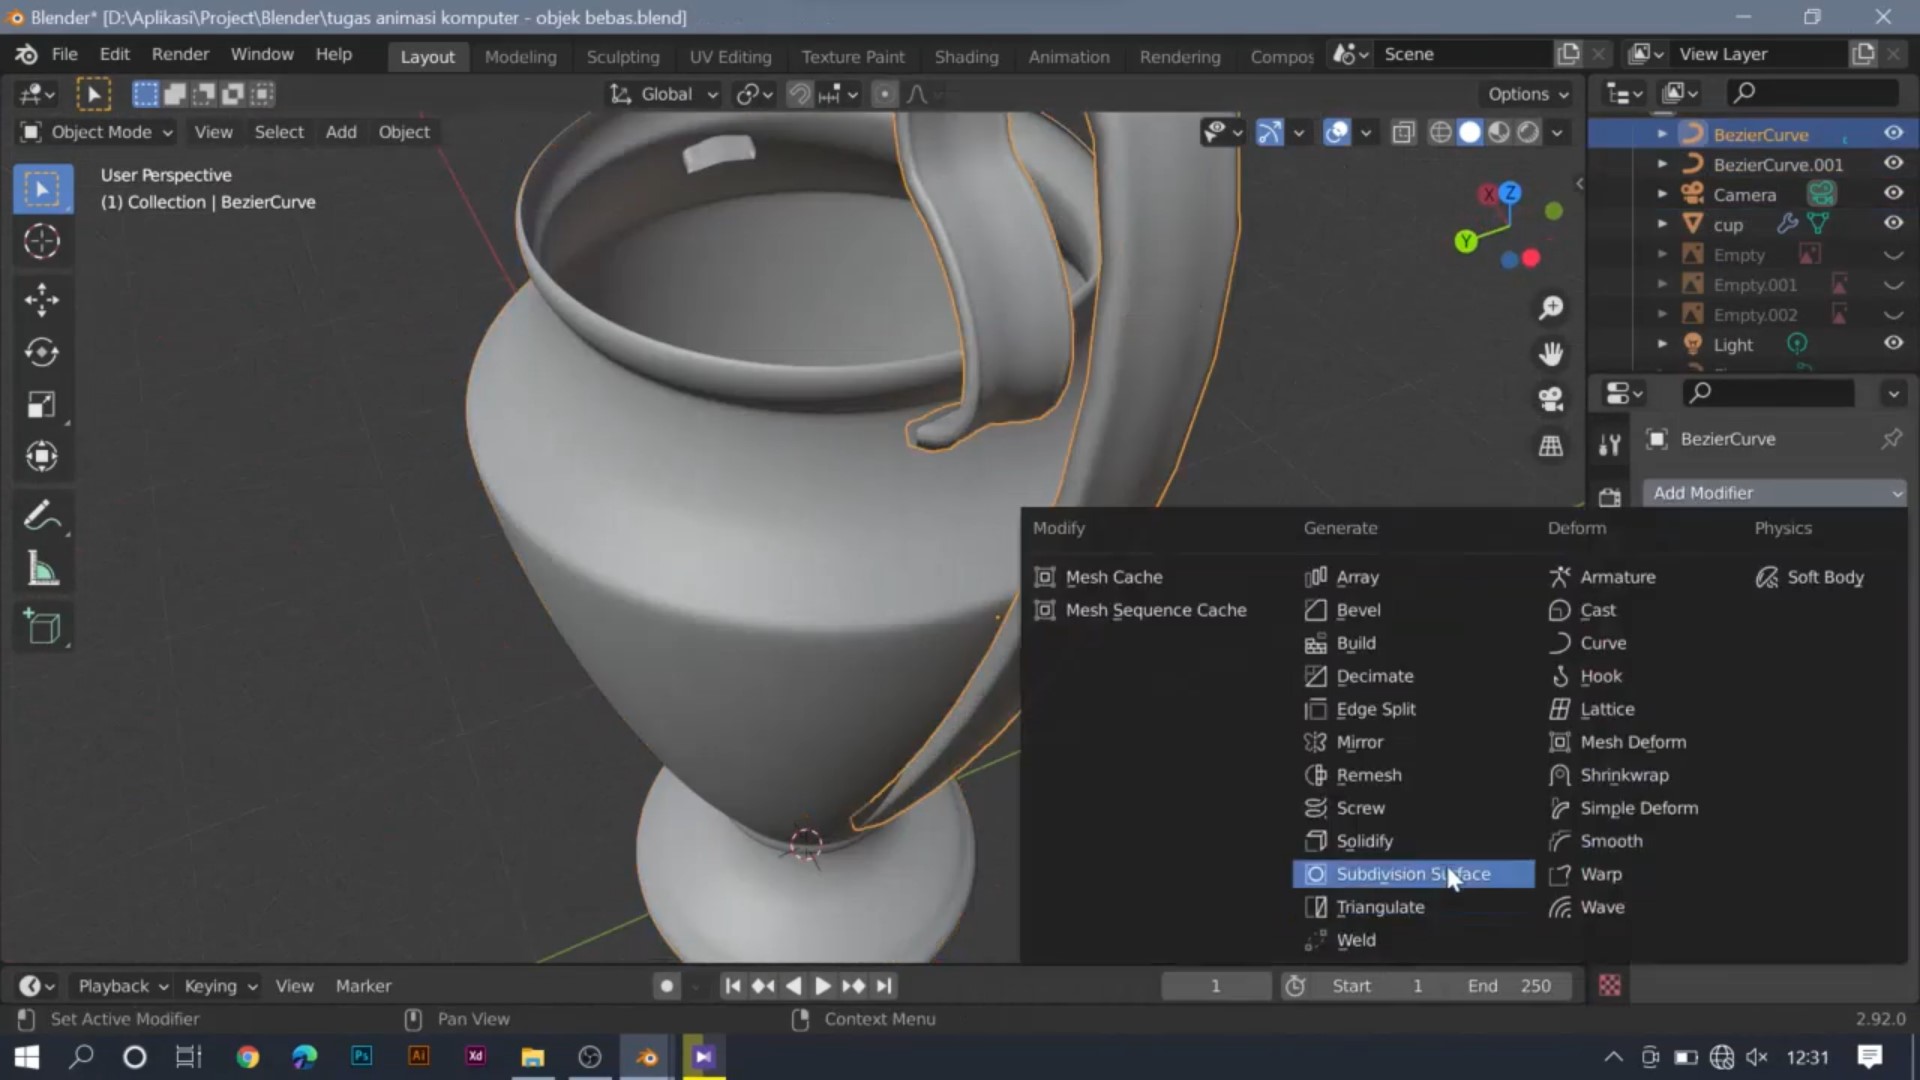 Blender* [D:\Aplikasi\Project\Blender\tugas animasi komputer - objek bebas.blend]
File Edit Render Window Help Layout Modeling Sculpting UV Editing Texture Paint Shading Animation Rendering Compos Scene View Layer
Global Options
Object Mode View Select Add Object
User Perspective
(1) Collection | BezierCurve
X Z Y
BezierCurve
BezierCurve.001
Camera
cup
Empty
Empty.001
Empty.002
Light
BezierCurve
Add Modifier
Modify
Mesh Cache
Mesh Sequence Cache
Generate
Array
Bevel
Build
Decimate
Edge Split
Mirror
Remesh
Screw
Solidify
Subdivision Surface
Triangulate
Weld
Deform
Armature
Cast
Curve
Hook
Lattice
Mesh Deform
Shrinkwrap
Simple Deform
Smooth
Warp
Wave
Physics
Soft Body
Playback Keying View Marker 1 Start 1 End 250
Set Active Modifier Pan View Context Menu 2.92.0
Ps Ai Xd 12:31